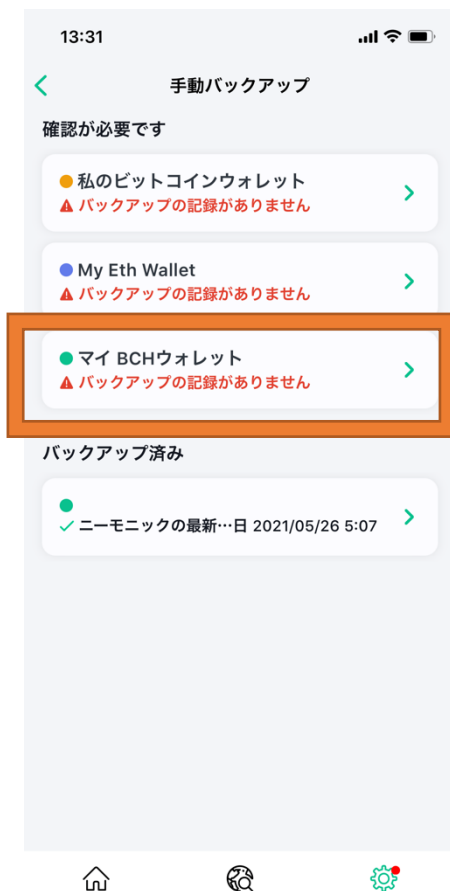 13:31
手動バックアップ
確認が必要です
私のビットコインウォレット
バックアップの記録がありません
My Eth Wallet
バックアップの記録がありません
マイ BCHウォレット
バックアップの記録がありません
バックアップ済み
ニーモニックの最新…日 2021/05/26 5:07